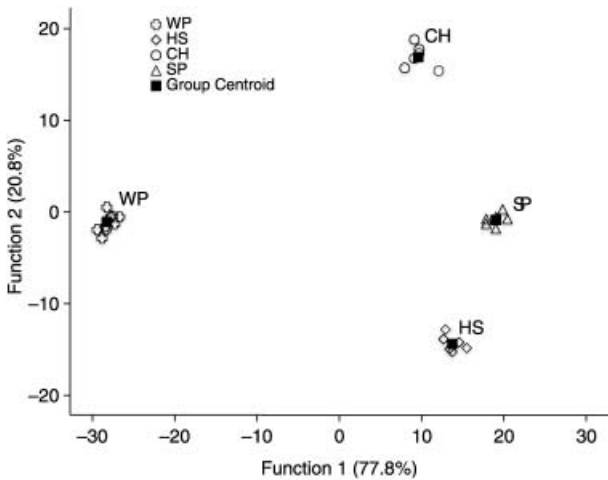 WP
HS
CH
SP
Group Centroid
CH
WP
SP
HS
20
10
0
−10
−20
Function 2 (20.8%)
−30
−20
−10
0
10
20
30
Function 1 (77.8%)